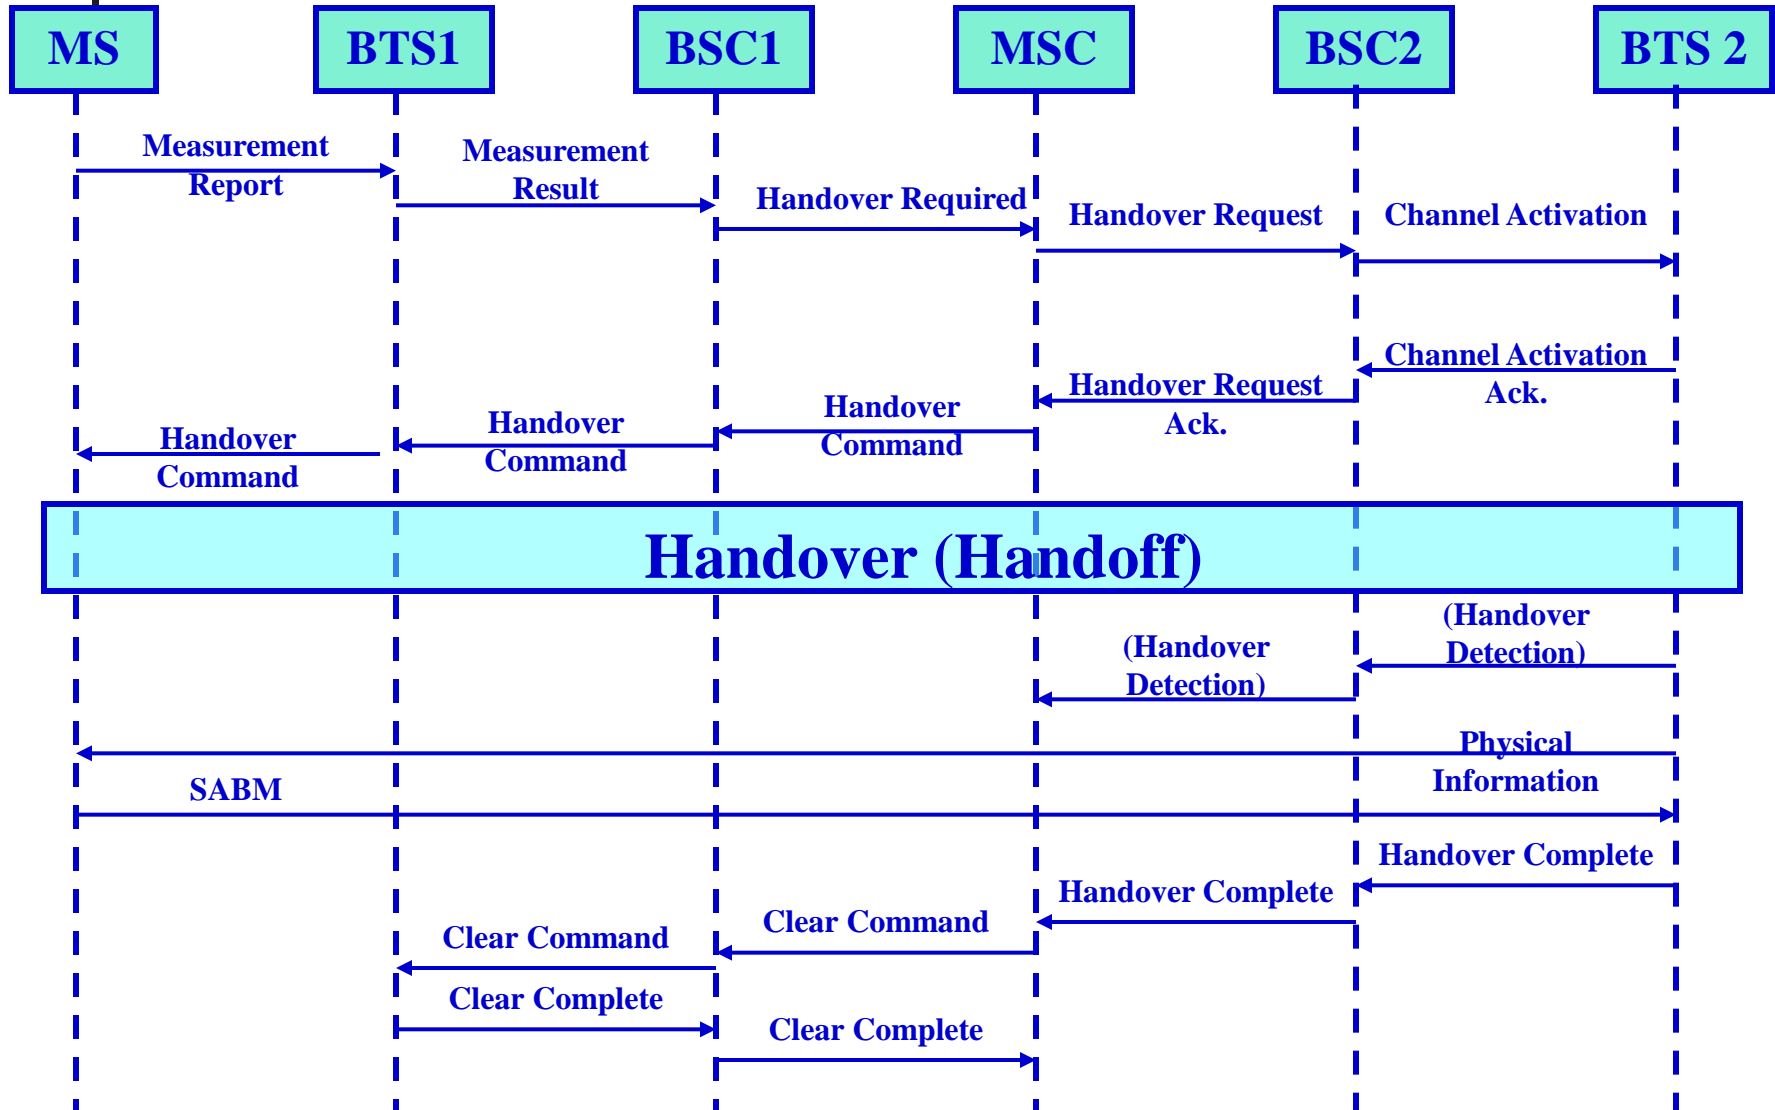 MS
BTS1
BSC1
MSC
BSC2
BTS 2
Measurement
Report
Measurement
Result
Handover Required
Handover Request
Channel Activation
Channel Activation
Ack.
Handover Request
Ack.
Handover
Command
Handover
Command
Handover
Command
Handover (Handoff)
(Handover
Detection)
(Handover
Detection)
Physical
Information
SABM
Handover Complete
Handover Complete
Clear Command
Clear Command
Clear Complete
Clear Complete